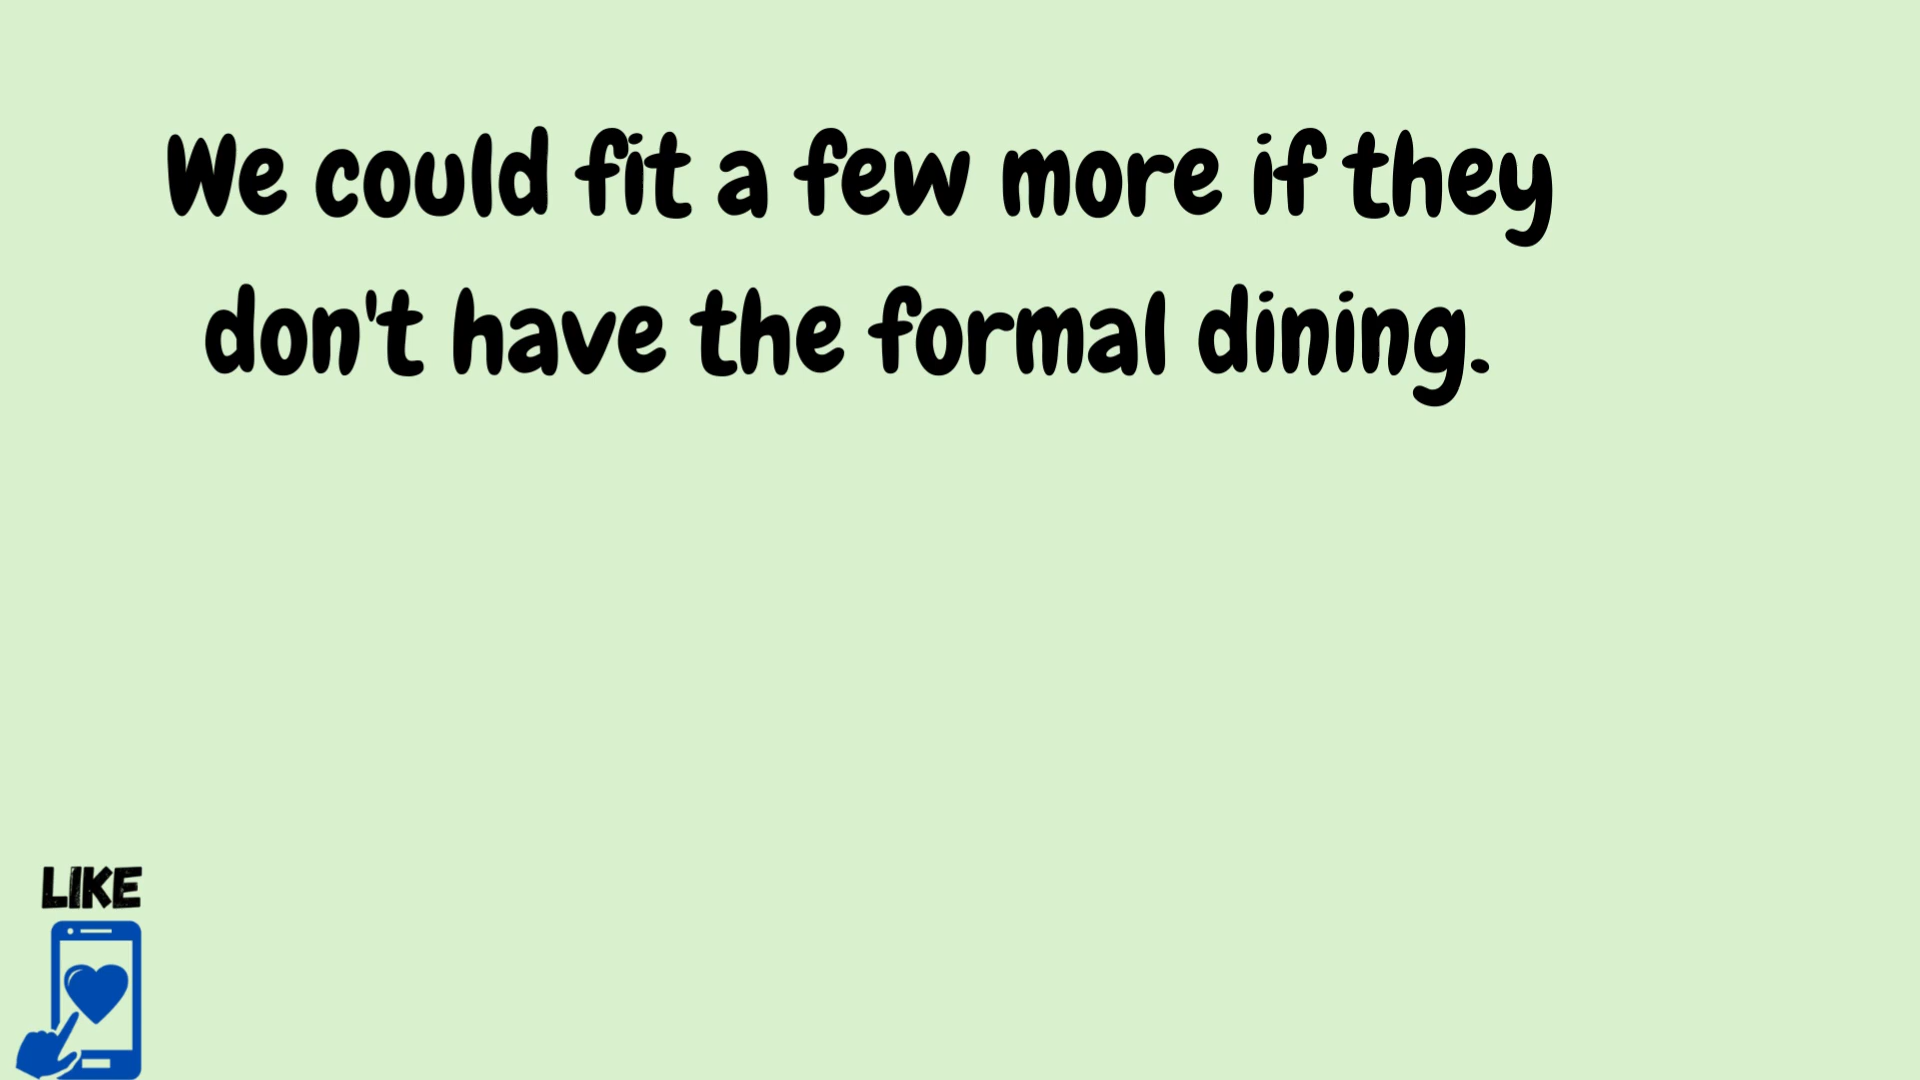 We could fit a few more if they
don't have the formal dining.
LIKE